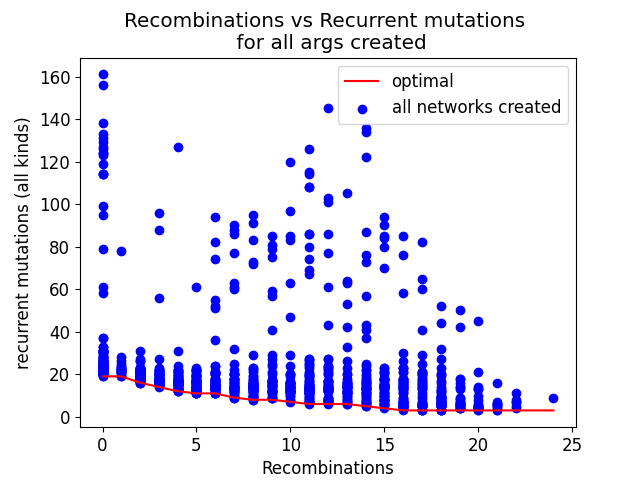 Recombinations vs Recurrent mutations
for all args created
optimal
all networks created
recurrent mutations (all kinds)
160
140
120
100
80
60
40
20
0
0
5
10
15
20
25
Recombinations